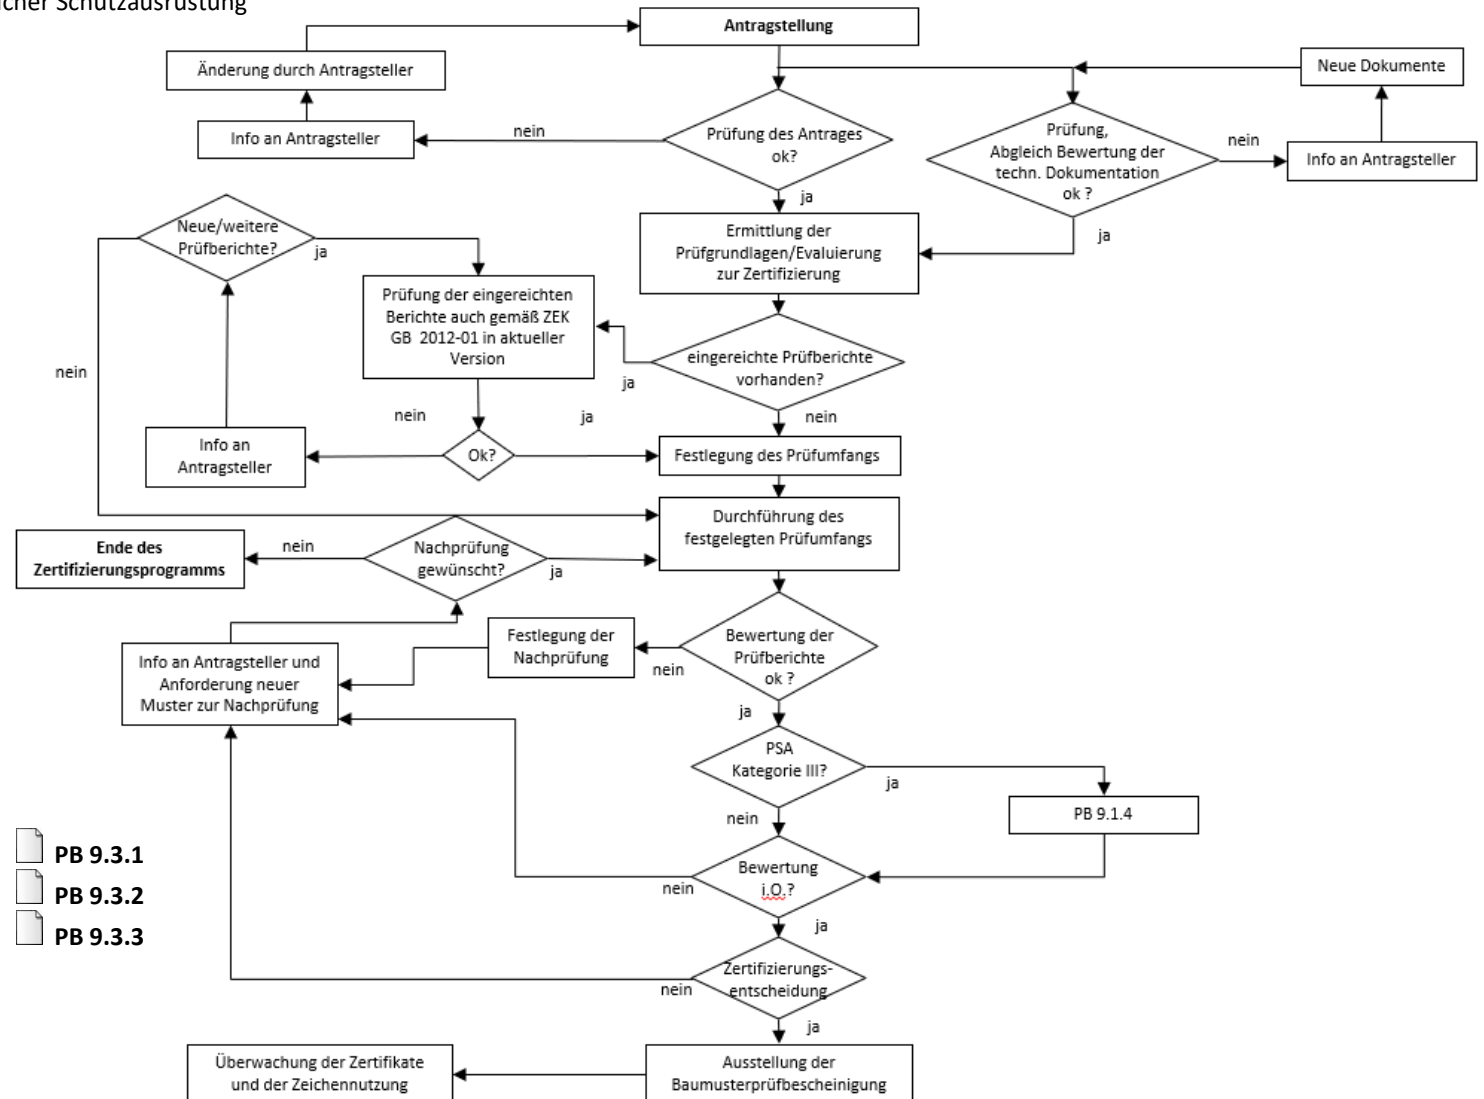 icher Schutzausrüstung
Antragstellung
Änderung durch Antragsteller
Neue Dokumente
Info an Antragsteller
nein
Prüfung des Antrages
ok?
Prüfung,
Abgleich Bewertung der
techn. Dokumentation
ok ?
nein
Info an Antragsteller
ja
ja
Neue/weitere
Prüfberichte?
ja
Ermittlung der
Prüfgrundlagen/Evaluierung
zur Zertifizierung
Prüfung der eingereichten
Berichte auch gemäß ZEK
GB 2012-01 in aktueller
Version
eingereichte Prüfberichte
vorhanden?
nein
ja
nein
nein
ja
Info an
Antragsteller
Ok?
Festlegung des Prüfumfangs
Durchführung des
festgelegten Prüfumfangs
Ende des
Zertifizierungsprogramms
nein
Nachprüfung
gewünscht?
ja
Festlegung der
Nachprüfung
nein
Bewertung der
Prüfberichte
ok ?
Info an Antragsteller und
Anforderung neuer
Muster zur Nachprüfung
ja
PSA
Kategorie III?
ja
nein
PB 9.1.4
PB 9.3.1
PB 9.3.2
PB 9.3.3
Bewertung
i.O.?
nein
ja
Zertifizierungs-
entscheidung
nein
ja
Überwachung der Zertifikate
und der Zeichennutzung
Ausstellung der
Baumusterprüfbescheinigung